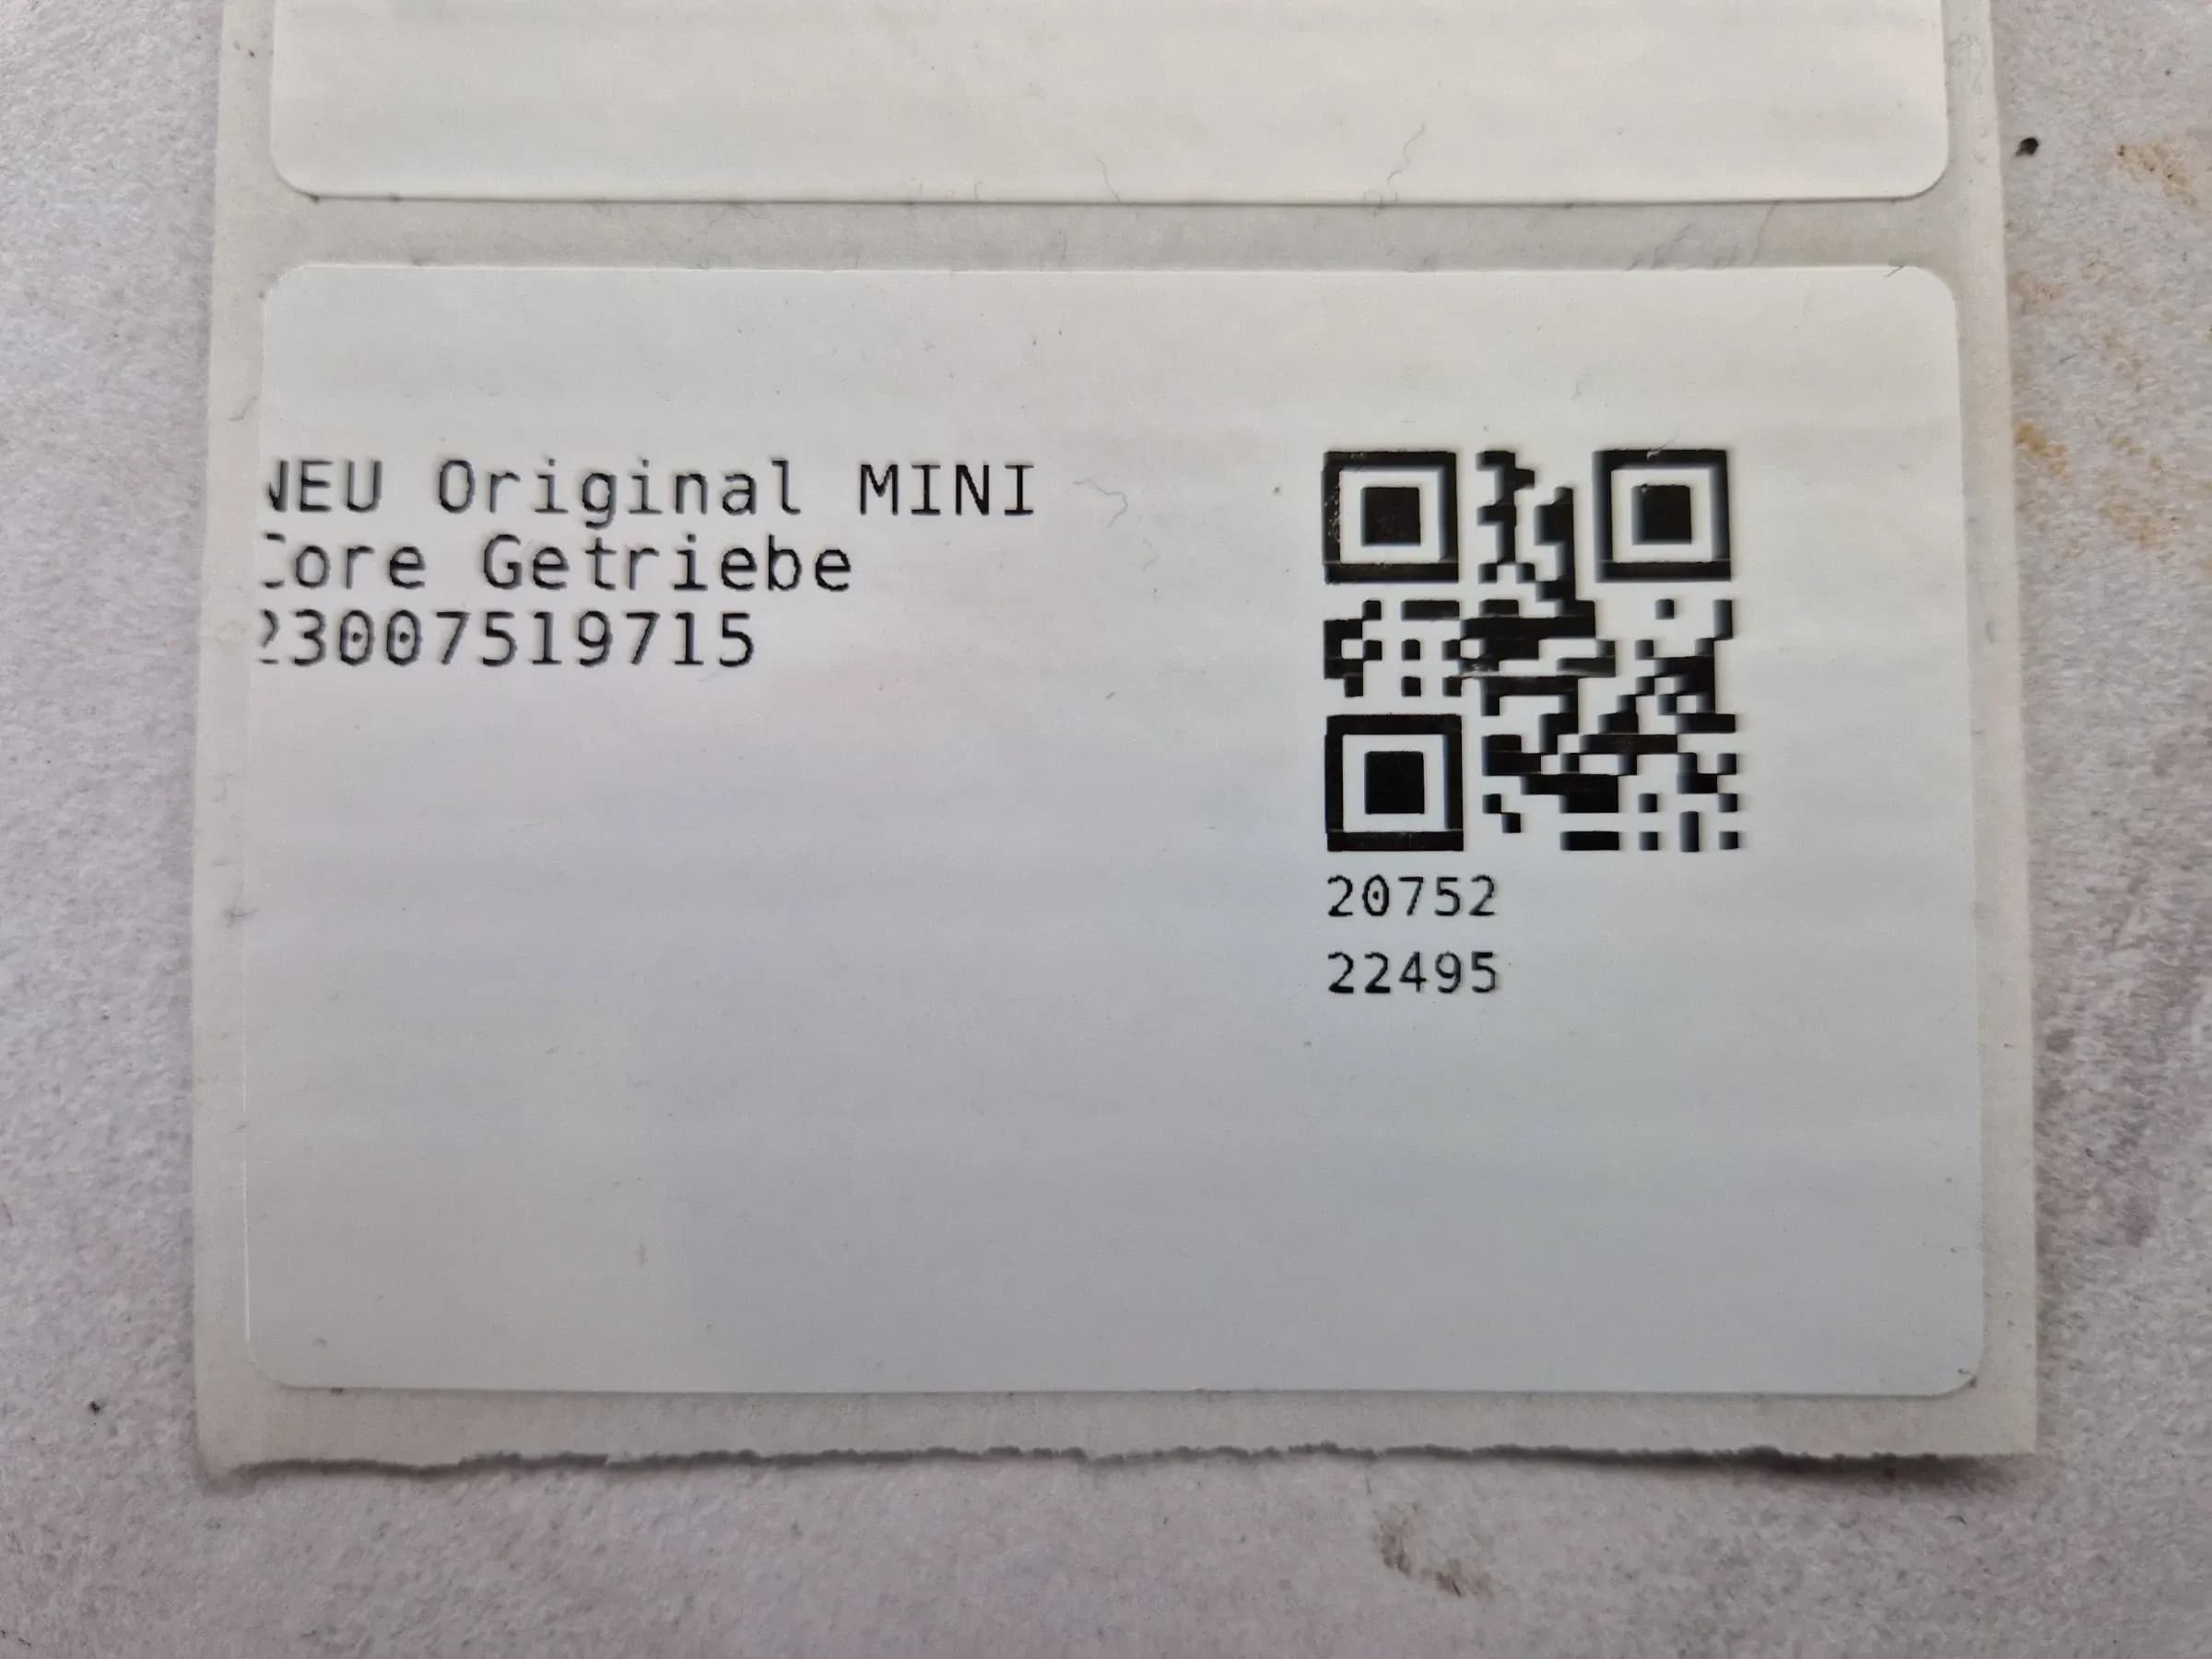 NEU Original MINI
Core Getriebe
23007519715
20752
22495